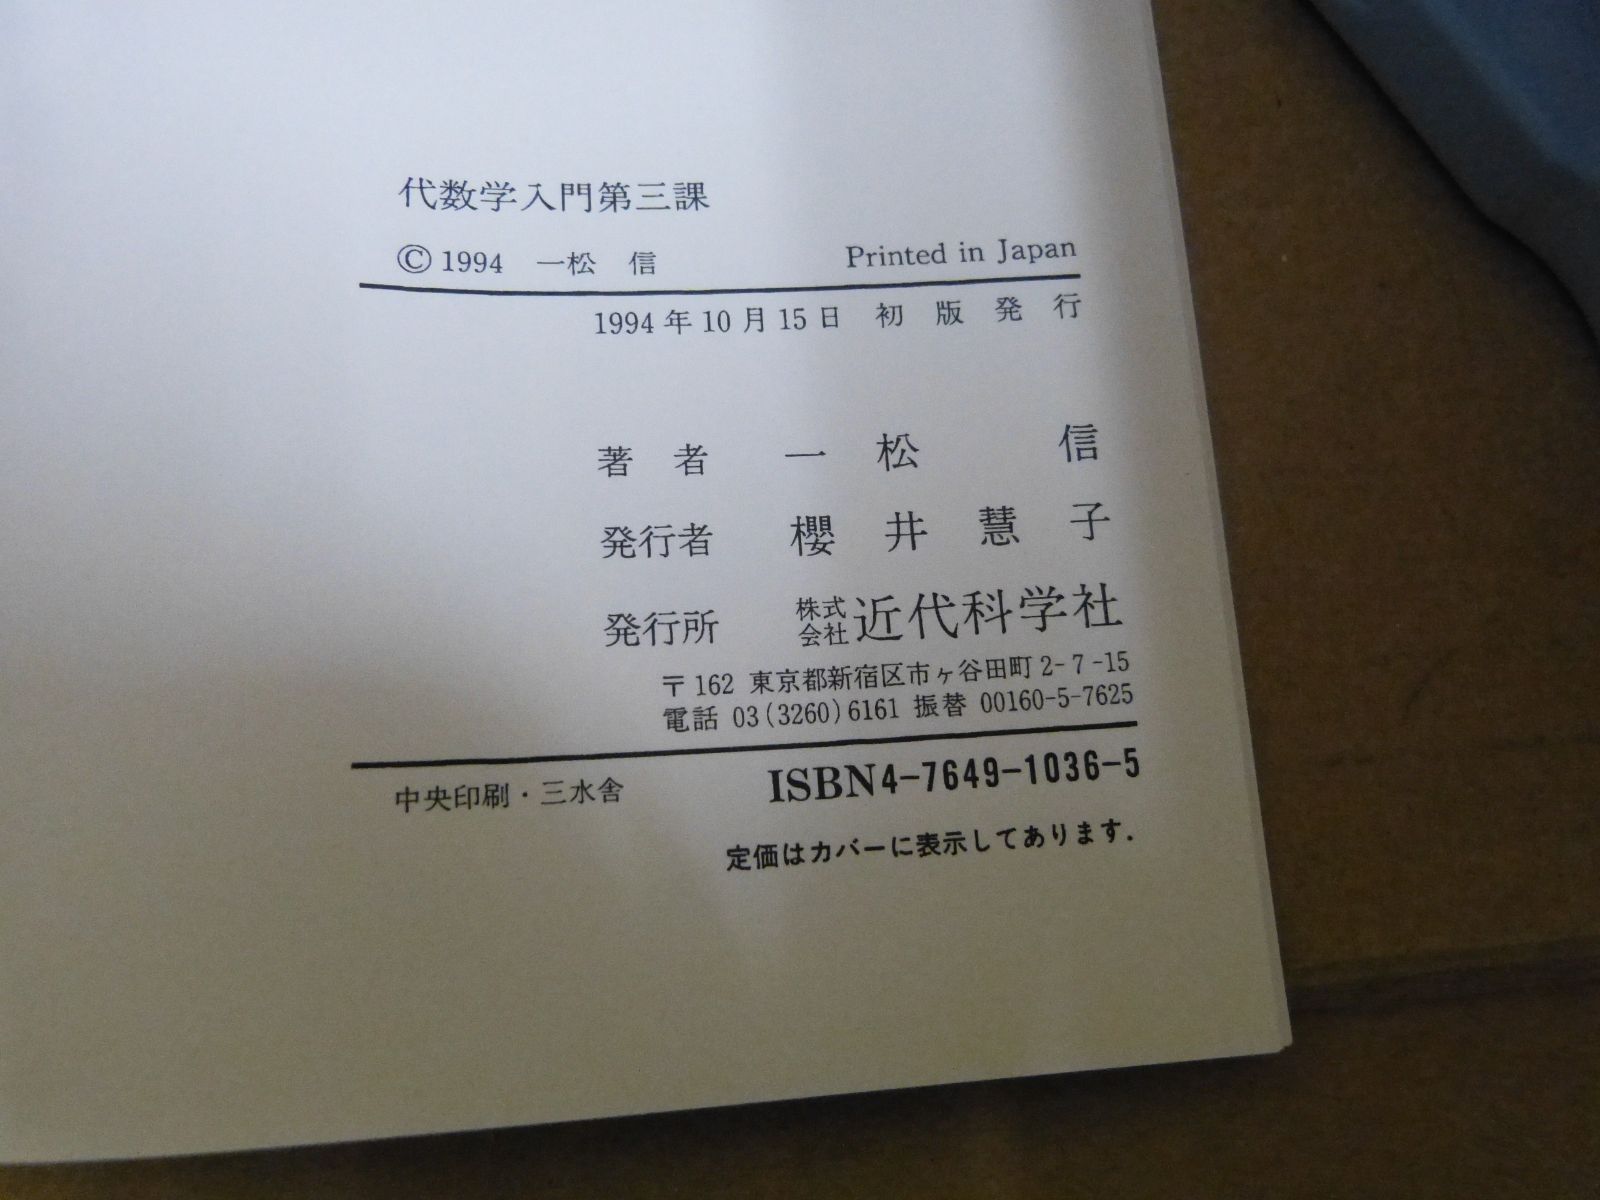 代数学入門第三課
©1994 一松 信 Printed in Japan
1994年10月15日 初版発行
著者 一松 信
発行者 櫻井慧子
発行所 株式会社 近代科学社
〒162 東京都新宿区市ヶ谷田町2-7-15
電話 03(3260)6161 振替 00160-5-7625
中央印刷・三水舎 ISBN4-7649-1036-5
定価はカバーに表示してあります.